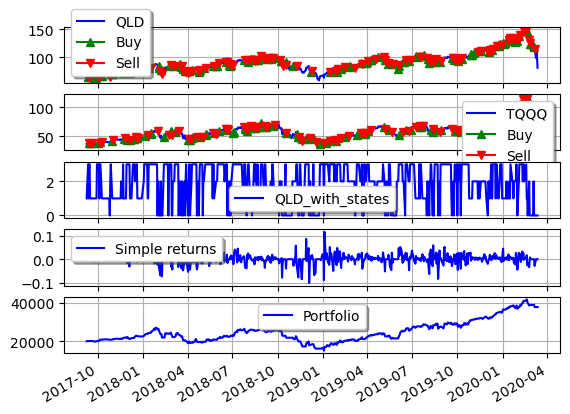 QLD
Buy
Sell
150
100
TQQQ
Buy
Sell
100
50
QLD_with_states
2
0
Simple returns
0.1
0.0
−0.1
Portfolio
40000
20000
2017-10
2018-01
2018-04
2018-07
2018-10
2019-01
2019-04
2019-07
2019-10
2020-01
2020-04